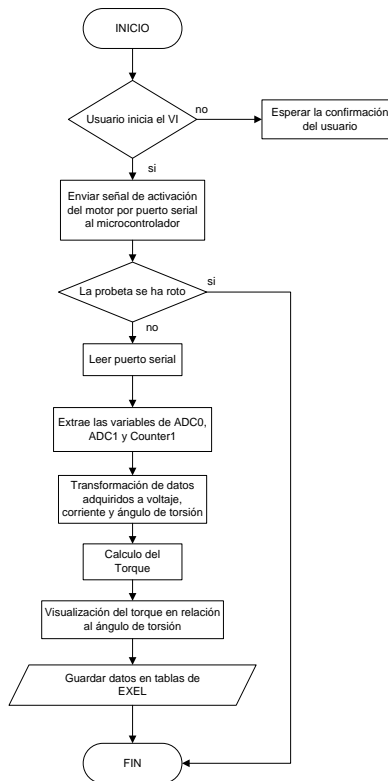 INICIO
Usuario inicia el VI
no
Esperar la confirmación
del usuario
si
Enviar señal de activación
del motor por puerto serial
al microcontrolador
La probeta se ha roto
si
no
Leer puerto serial
Extrae las variables de ADC0,
ADC1 y Counter1
Transformación de datos
adquiridos a voltaje,
corriente y ángulo de torsión
Calculo del
Torque
Visualización del torque en relación
al ángulo de torsión
Guardar datos en tablas de
EXEL
FIN